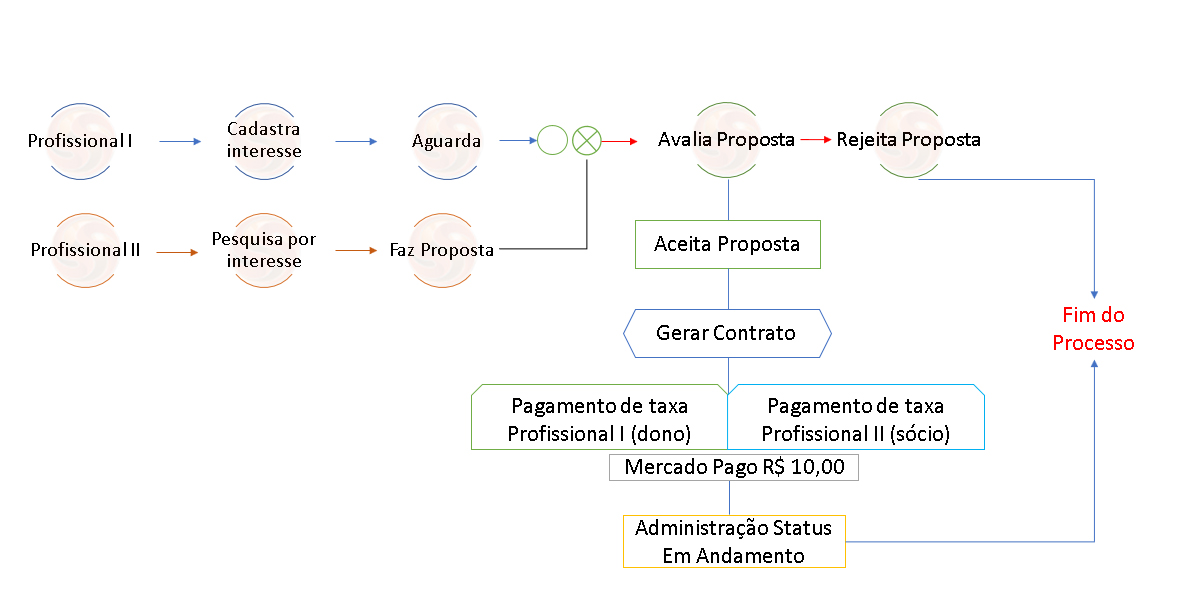 Profissional I
Cadastra
interesse
Aguarda
Avalia Proposta
Rejeita Proposta
Profissional II
Pesquisa por
interesse
Faz Proposta
Aceita Proposta
Gerar Contrato
Fim do
Processo
Pagamento de taxa
Profissional I (dono)
Pagamento de taxa
Profissional II (sócio)
Mercado Pago R$ 10,00
Administração Status
Em Andamento